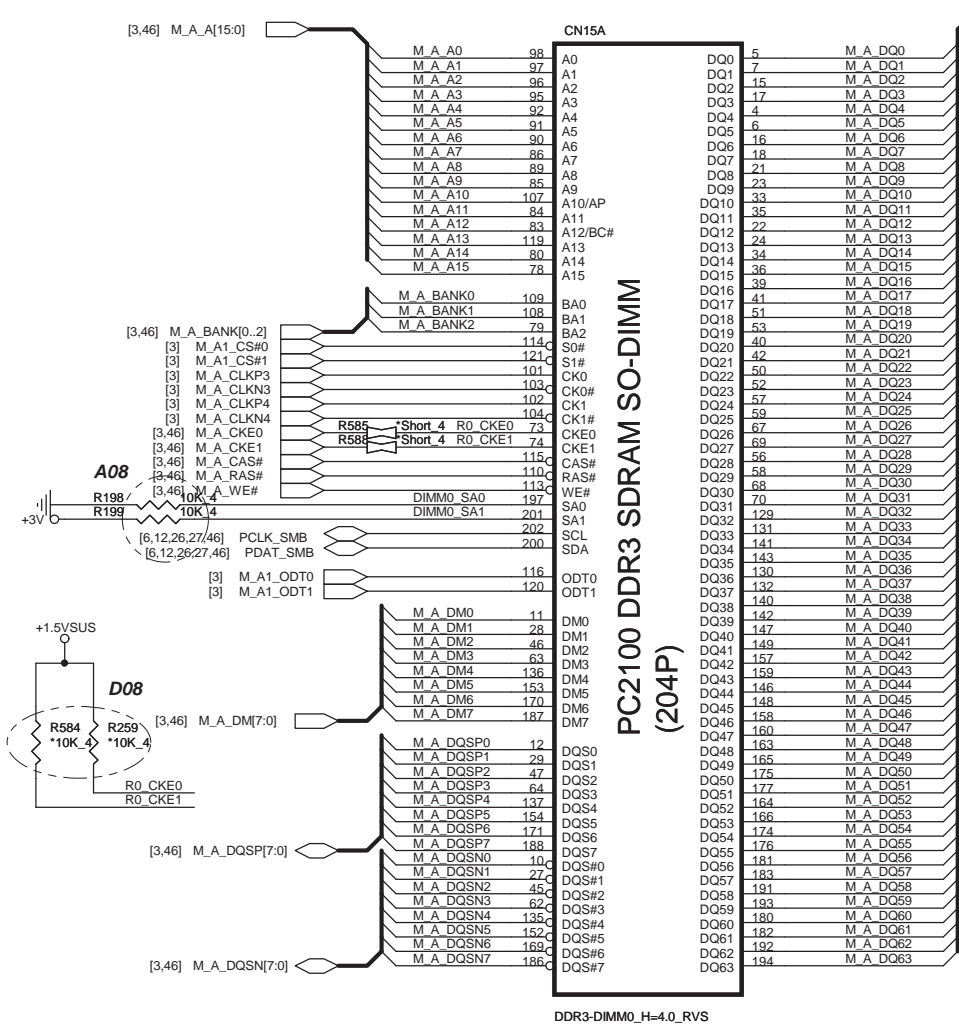 [3,46] M_A_A[15:0]
CN15A
M_A_A0 98 A0 DQ0 5 M_A_DQ0
M_A_A1 97 A1 DQ1 7 M_A_DQ1
M_A_A2 96 A2 DQ2 15 M_A_DQ2
M_A_A3 95 A3 DQ3 17 M_A_DQ3
M_A_A4 92 A4 DQ4 4 M_A_DQ4
M_A_A5 91 A5 DQ5 6 M_A_DQ5
M_A_A6 90 A6 DQ6 16 M_A_DQ6
M_A_A7 86 A7 DQ7 18 M_A_DQ7
M_A_A8 89 A8 DQ8 21 M_A_DQ8
M_A_A9 85 A9 DQ9 23 M_A_DQ9
M_A_A10 107 A10/AP DQ10 33 M_A_DQ10
M_A_A11 84 A11 DQ11 35 M_A_DQ11
M_A_A12 83 A12/BC# DQ12 22 M_A_DQ12
M_A_A13 119 A13 DQ13 24 M_A_DQ13
M_A_A14 80 A14 DQ14 34 M_A_DQ14
M_A_A15 78 A15 DQ15 36 M_A_DQ15
DQ16 39 M_A_DQ16
M_A_BANK0 109 BA0 DQ17 41 M_A_DQ17
M_A_BANK1 108 BA1 DQ18 51 M_A_DQ18
[3,46] M_A_BANK[0..2] M_A_BANK2 79 BA2 DQ19 53 M_A_DQ19
[3] M_A1_CS#0 114 S0# DQ20 40 M_A_DQ20
[3] M_A1_CS#1 121 S1# DQ21 42 M_A_DQ21
[3] M_A_CLKP3 101 CK0 DQ22 50 M_A_DQ22
[3] M_A_CLKN3 103 CK0# DQ23 52 M_A_DQ23
[3] M_A_CLKP4 102 CK1 DQ24 57 M_A_DQ24
[3] M_A_CLKN4 104 CK1# DQ25 59 M_A_DQ25
[3,46] M_A_CKE0 R585 *Short_4 R0_CKE0 73 CKE0 DQ26 67 M_A_DQ26
[3,46] M_A_CKE1 R588 *Short_4 R0_CKE1 74 CKE1 DQ27 69 M_A_DQ27
[3,46] M_A_CAS# 115 CAS# DQ28 56 M_A_DQ28
[3,46] M_A_RAS# 110 RAS# DQ29 58 M_A_DQ29
[3,46] M_A_WE# 113 WE# DQ30 68 M_A_DQ30
A08
R198 10K_4 DIMM0_SA0 197 SA0 DQ31 70 M_A_DQ31
+3V R199 10K_4 DIMM0_SA1 201 SA1 DQ32 129 M_A_DQ32
[6,12,26,27,46] PCLK_SMB 202 SCL DQ33 131 M_A_DQ33
[6,12,26,27,46] PDAT_SMB 200 SDA DQ34 141 M_A_DQ34
DQ35 143 M_A_DQ35
[3] M_A1_ODT0 116 ODT0 DQ36 130 M_A_DQ36
[3] M_A1_ODT1 120 ODT1 DQ37 132 M_A_DQ37
DQ38 140 M_A_DQ38
M_A_DM0 11 DM0 DQ39 142 M_A_DQ39
M_A_DM1 28 DM1 DQ40 147 M_A_DQ40
M_A_DM2 46 DM2 DQ41 149 M_A_DQ41
M_A_DM3 63 DM3 DQ42 157 M_A_DQ42
M_A_DM4 136 DM4 DQ43 159 M_A_DQ43
M_A_DM5 153 DM5 DQ44 146 M_A_DQ44
M_A_DM6 170 DM6 DQ45 148 M_A_DQ45
M_A_DM7 187 DM7 DQ46 158 M_A_DQ46
[3,46] M_A_DM[7:0]
DQ47 160 M_A_DQ47
M_A_DQSP0 12 DQS0 DQ48 163 M_A_DQ48
M_A_DQSP1 29 DQS1 DQ49 165 M_A_DQ49
M_A_DQSP2 47 DQS2 DQ50 175 M_A_DQ50
M_A_DQSP3 64 DQS3 DQ51 177 M_A_DQ51
M_A_DQSP4 137 DQS4 DQ52 164 M_A_DQ52
M_A_DQSP5 154 DQS5 DQ53 166 M_A_DQ53
M_A_DQSP6 171 DQS6 DQ54 174 M_A_DQ54
M_A_DQSP7 188 DQS7 DQ55 176 M_A_DQ55
[3,46] M_A_DQSP[7:0]
M_A_DQSN0 10 DQS#0 DQ56 181 M_A_DQ56
M_A_DQSN1 27 DQS#1 DQ57 183 M_A_DQ57
M_A_DQSN2 45 DQS#2 DQ58 191 M_A_DQ58
M_A_DQSN3 62 DQS#3 DQ59 193 M_A_DQ59
M_A_DQSN4 135 DQS#4 DQ60 180 M_A_DQ60
M_A_DQSN5 152 DQS#5 DQ61 182 M_A_DQ61
M_A_DQSN6 169 DQS#6 DQ62 192 M_A_DQ62
M_A_DQSN7 186 DQS#7 DQ63 194 M_A_DQ63
[3,46] M_A_DQSN[7:0]
PC2100 DDR3 SDRAM SO-DIMM
(204P)
+1.5VSUS
D08
R584 R259
*10K_4 *10K_4
R0_CKE0
R0_CKE1
DDR3-DIMM0_H=4.0_RVS